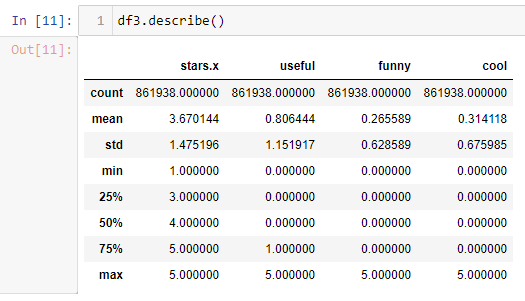 In [11]: 1 df3.describe()
Out[11]:
stars.x useful funny cool
count 861938.000000 861938.000000 861938.000000 861938.000000
mean 3.670144 0.806444 0.265589 0.314118
std 1.475196 1.151917 0.628589 0.675985
min 1.000000 0.000000 0.000000 0.000000
25% 3.000000 0.000000 0.000000 0.000000
50% 4.000000 0.000000 0.000000 0.000000
75% 5.000000 1.000000 0.000000 0.000000
max 5.000000 5.000000 5.000000 5.000000